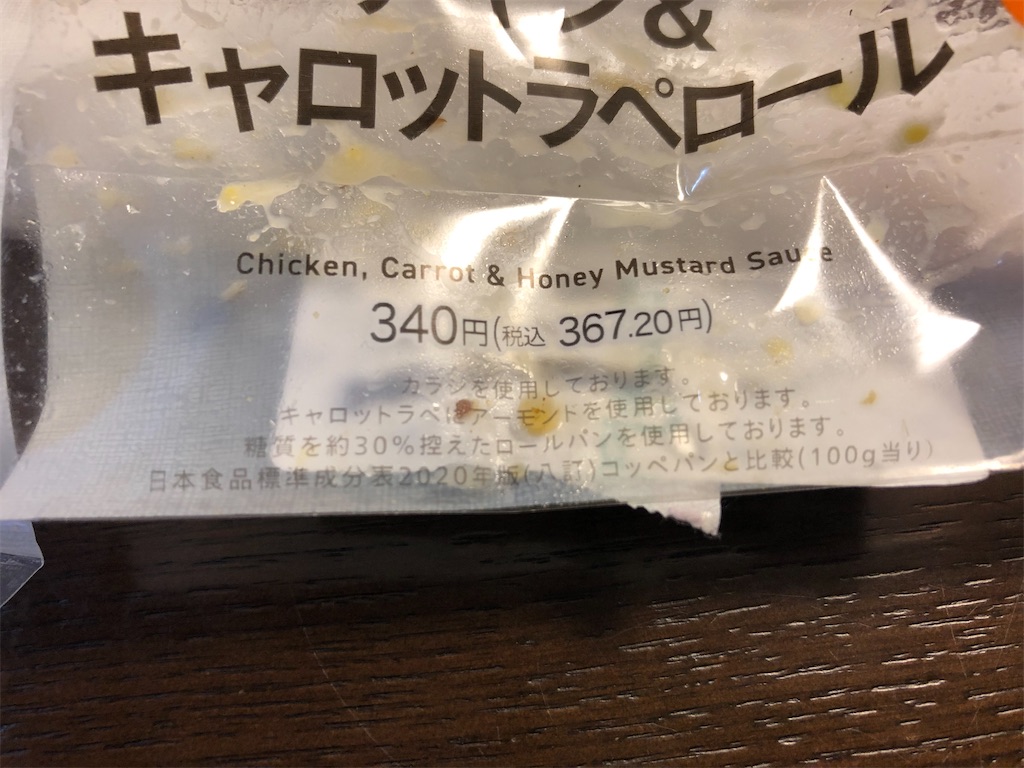 イン&
キャロットラペロール
Chicken, Carrot & Honey Mustard Sauce
340円(税込 367.20円)
カラシを使用しております。
キャロットラペはアーモンドを使用しております。
糖質を約30%控えたロールパンを使用しております。
日本食品標準成分表2020年版(八訂)コッペパンと比較(100g当り)